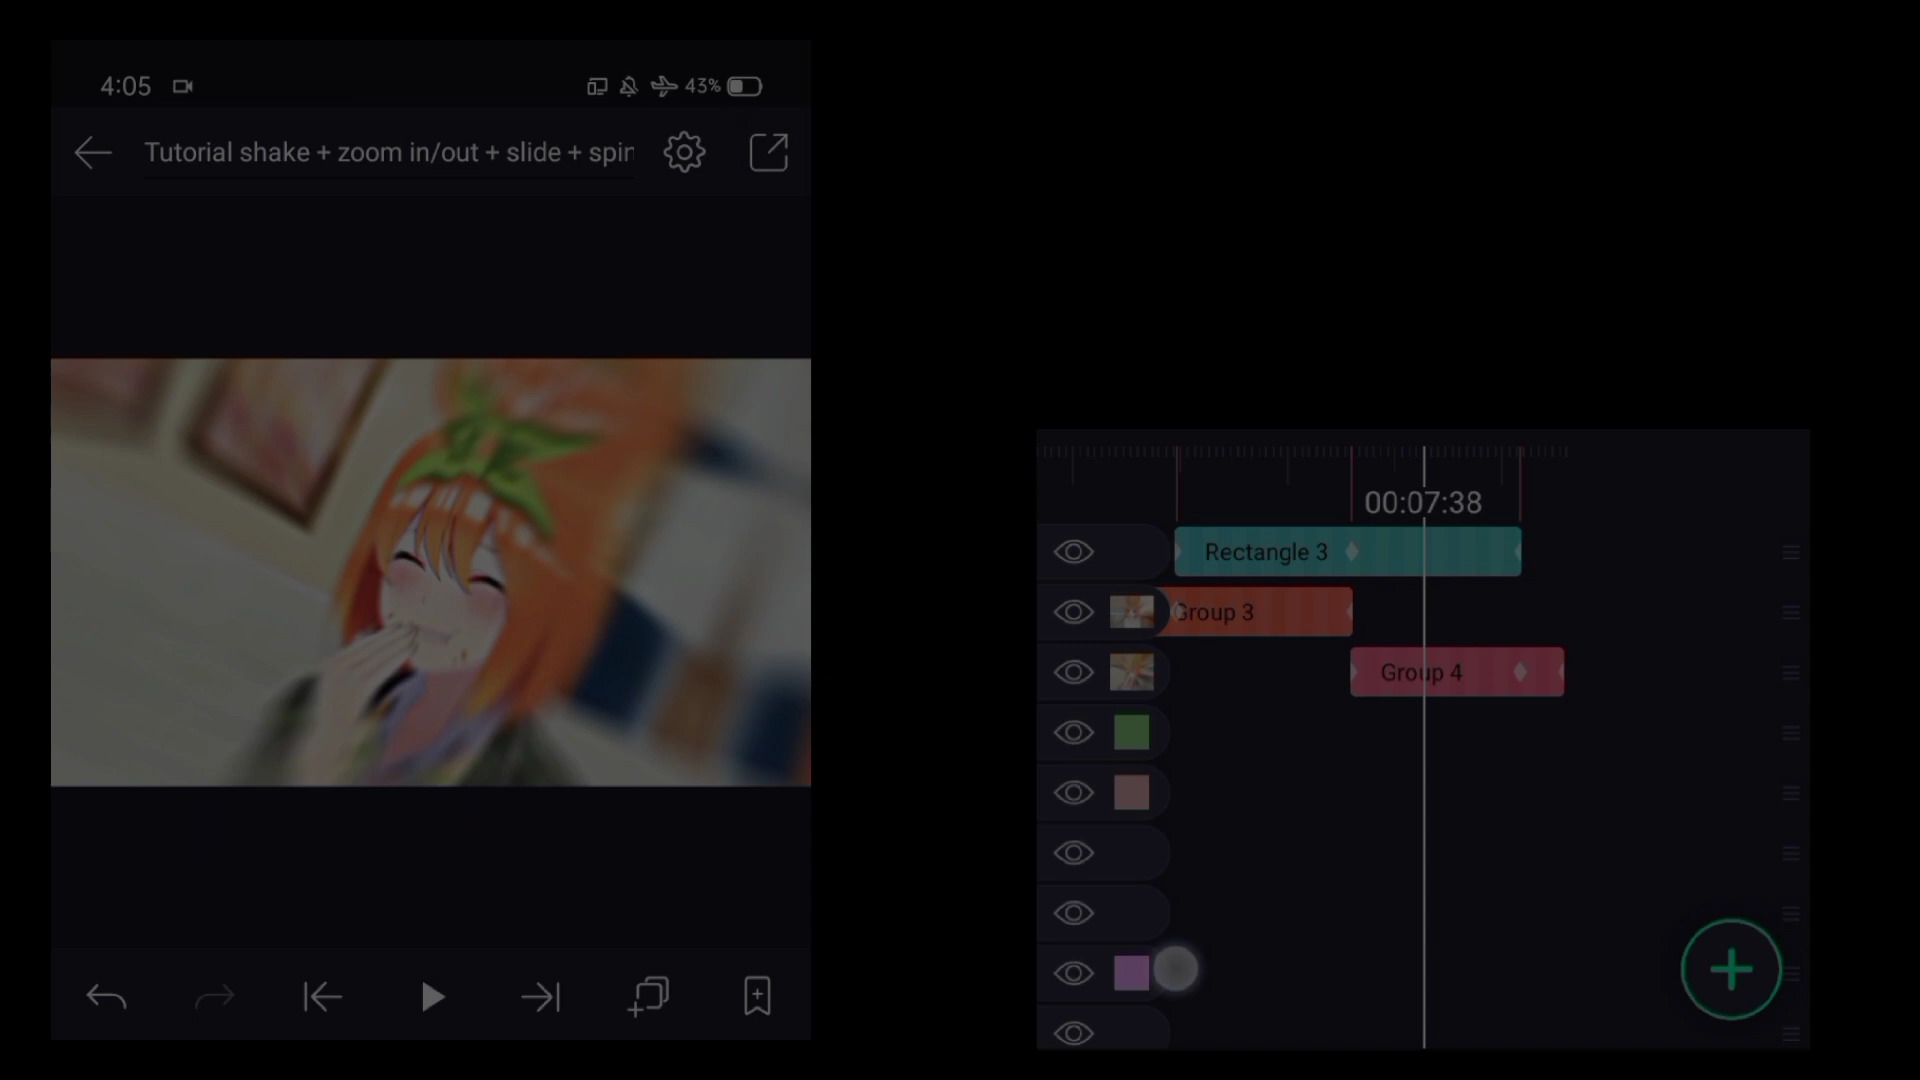 4:05
43%
Tutorial shake + zoom in/out + slide + spin
00:07:38
Rectangle 3
Group 3
Group 4